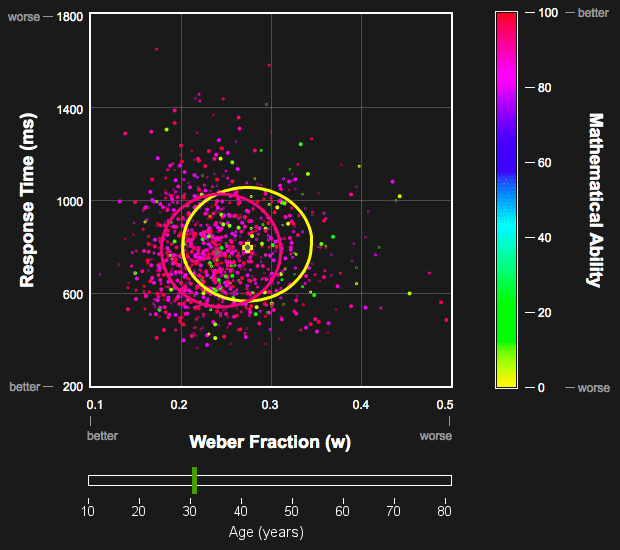 worse
1800
1400
1000
600
better
200
Response Time (ms)
0.1
0.2
0.3
0.4
0.5
better
worse
Weber Fraction (w)
10
20
30
40
50
60
70
80
Age (years)
100
better
80
60
40
20
0
worse
Mathematical Ability